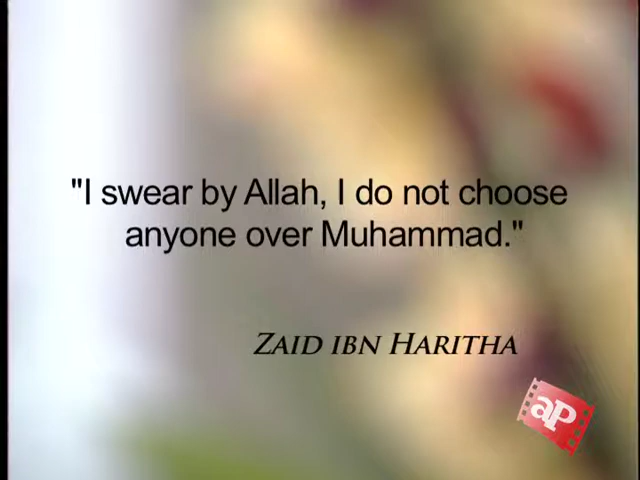 "I swear by Allah, I do not choose
anyone over Muhammad."
ZAID IBN HARITHA
ap